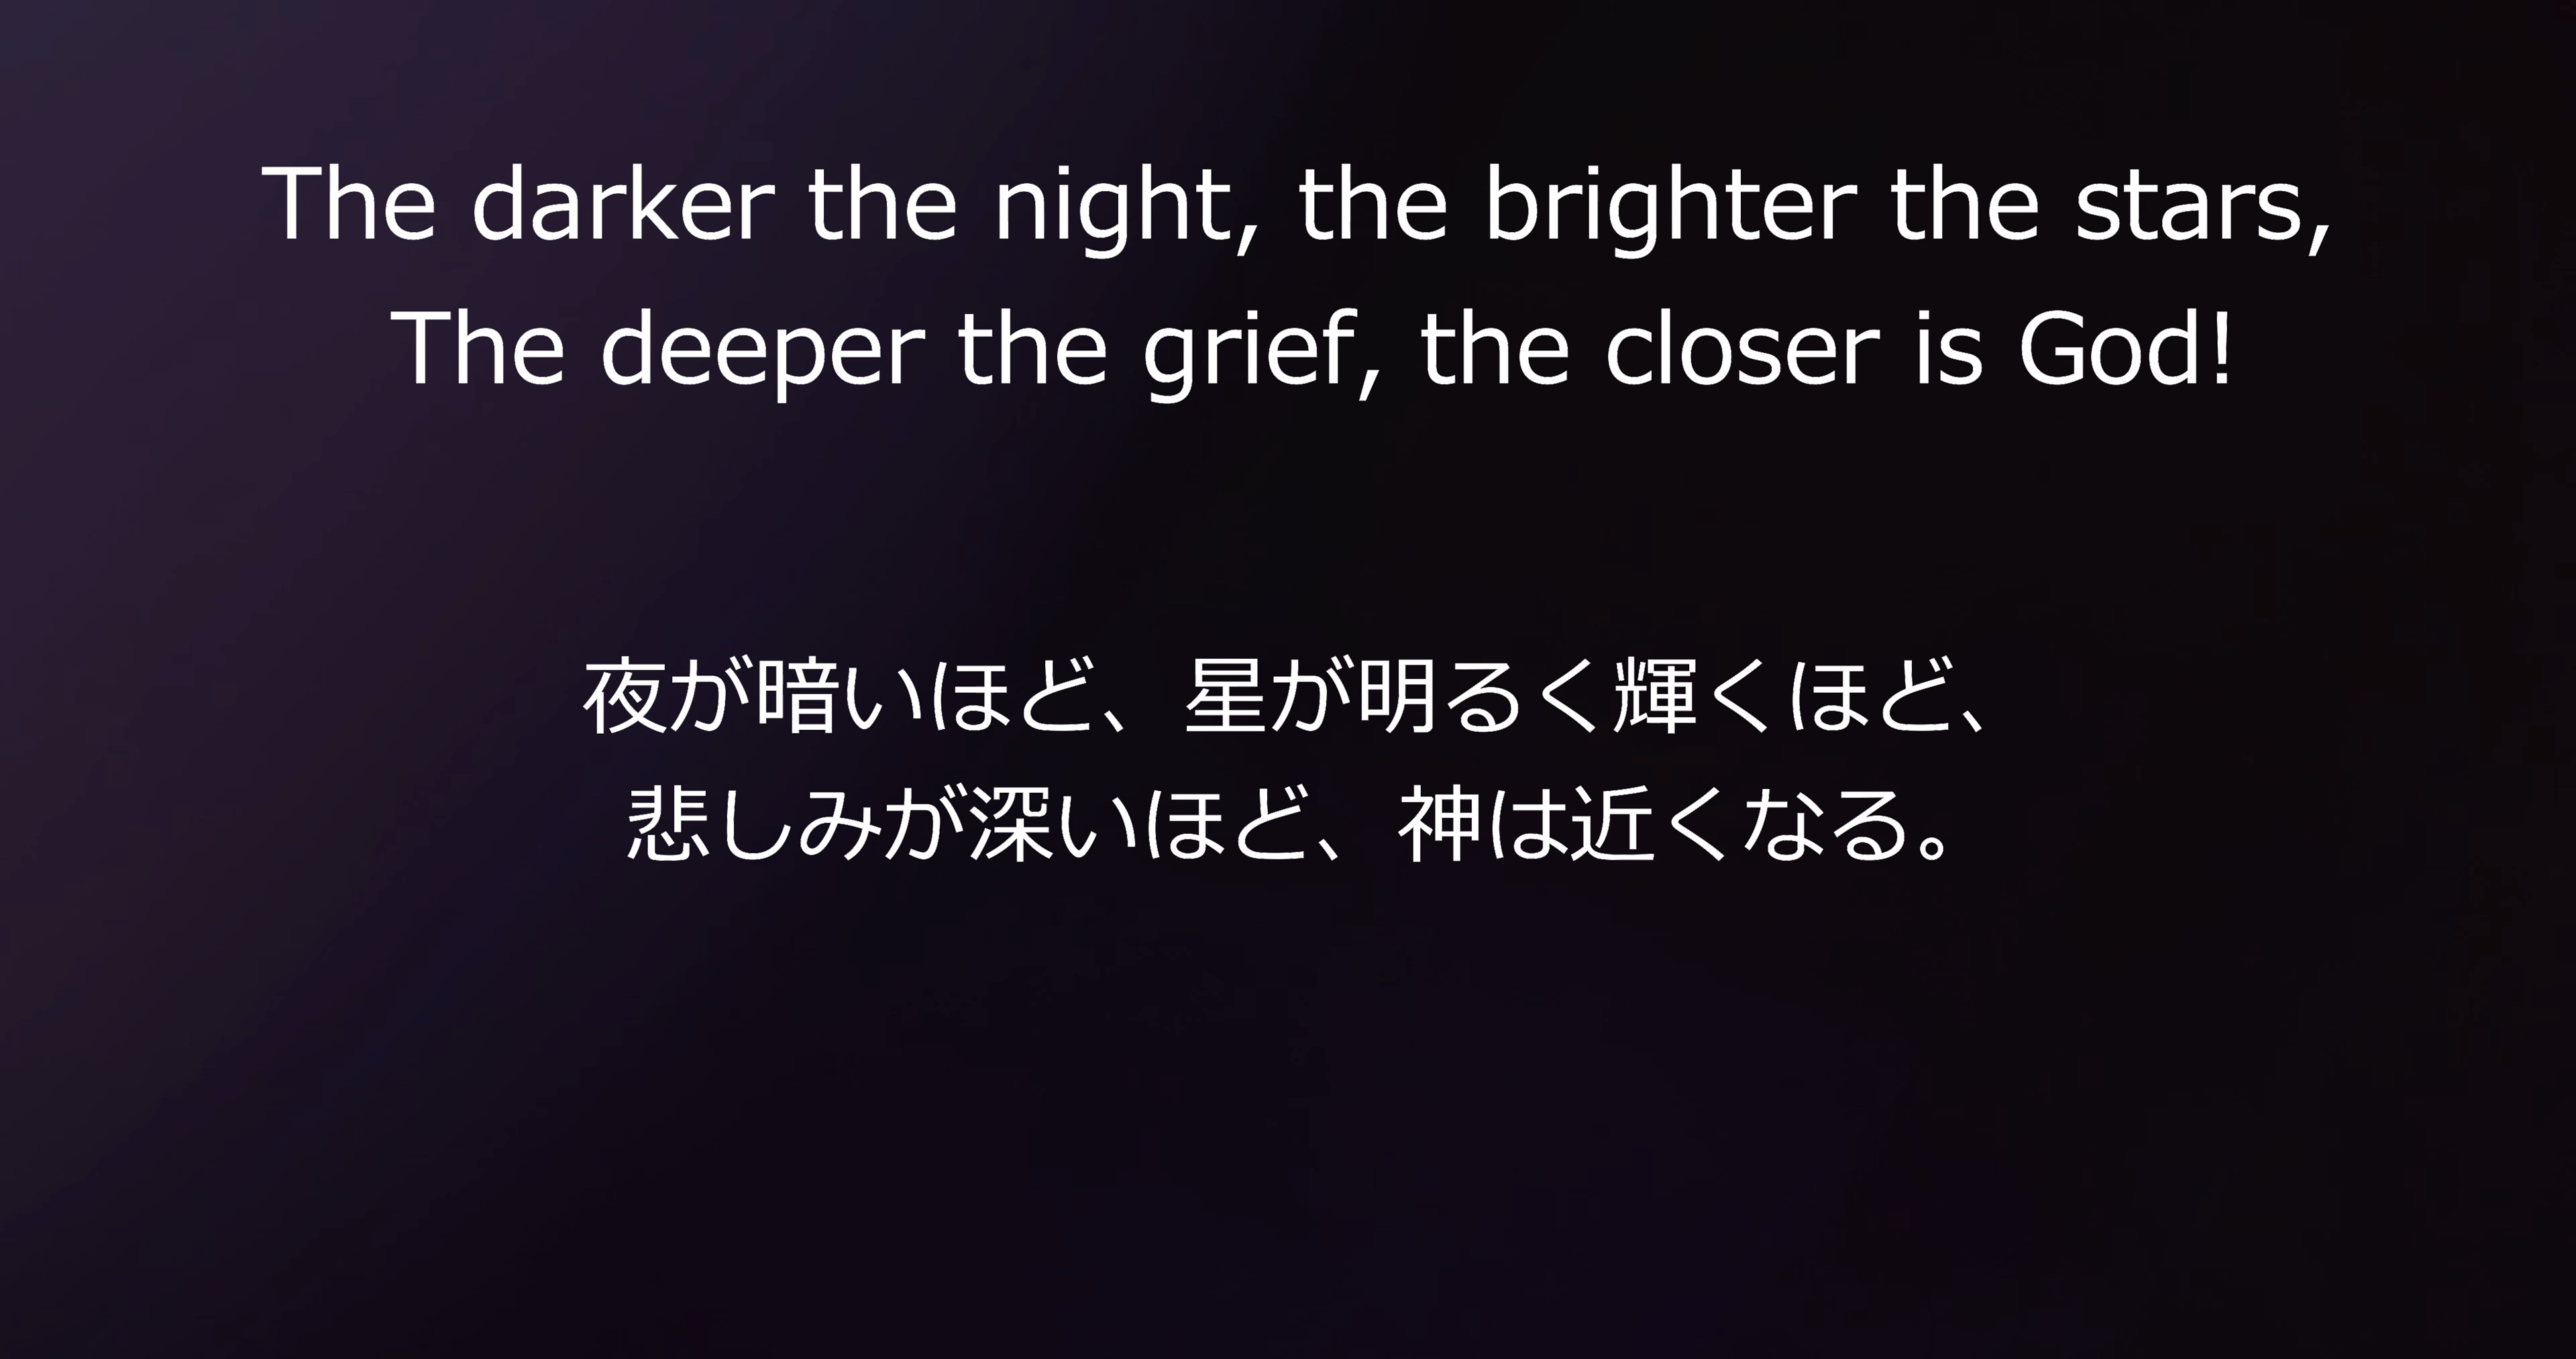 The darker the night, the brighter the stars,
The deeper the grief, the closer is God!
夜が暗いほど、星が明るく輝くほど、
悲しみが深いほど、神は近くなる。